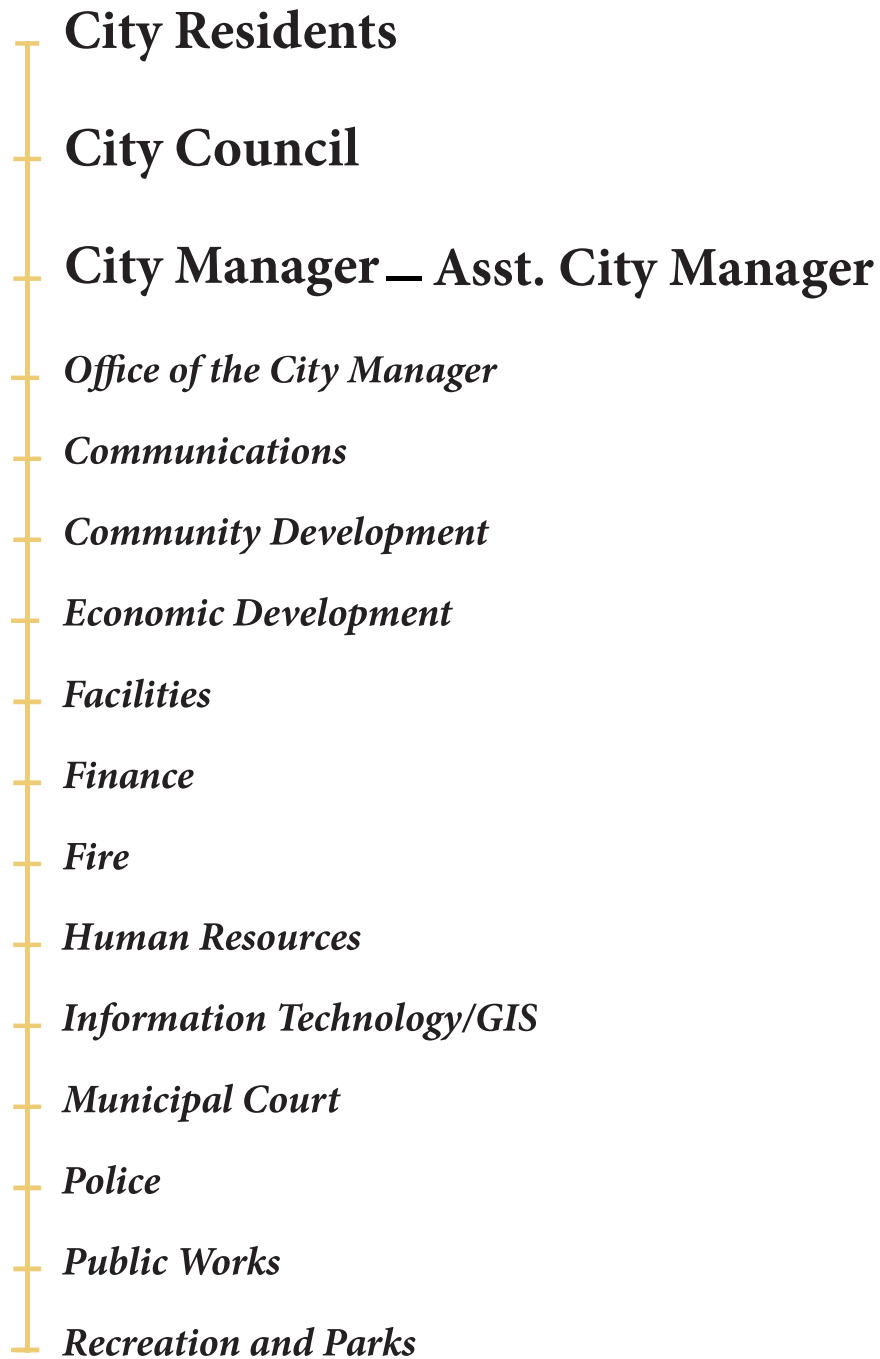 City Residents
City Council
City Manager — Asst. City Manager
Office of the City Manager
Communications
Community Development
Economic Development
Facilities
Finance
Fire
Human Resources
Information Technology/GIS
Municipal Court
Police
Public Works
Recreation and Parks